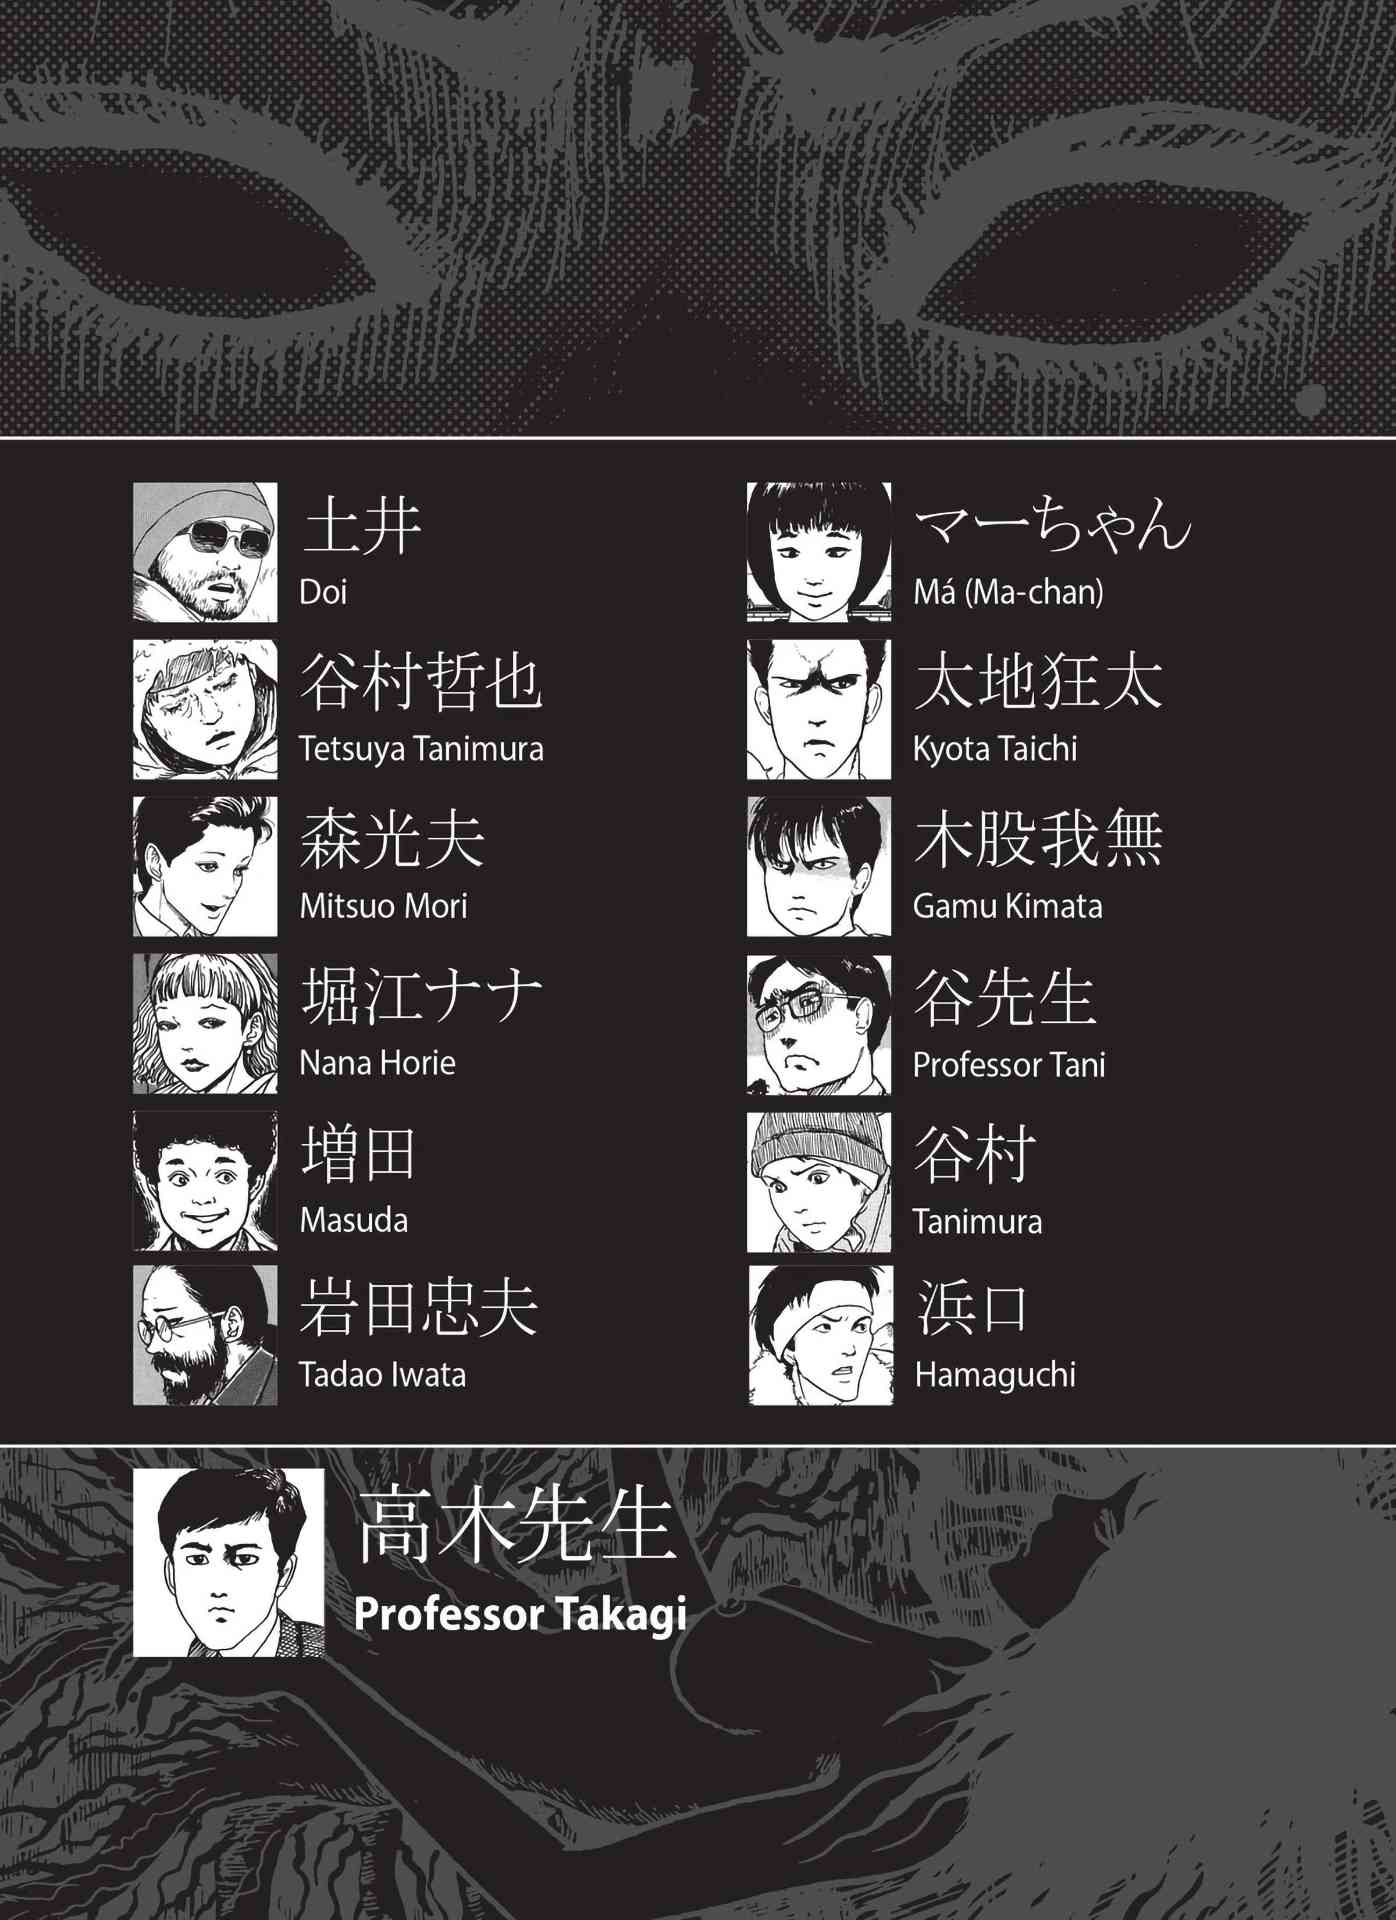 土井
Doi
谷村哲也
Tetsuya Tanimura
森光夫
Mitsuo Mori
堀江ナナ
Nana Horie
増田
Masuda
岩田忠夫
Tadao Iwata
マーちゃん
Má (Ma-chan)
太地狂太
Kyota Taichi
木股我無
Gamu Kimata
谷先生
Professor Tani
谷村
Tanimura
浜口
Hamaguchi
高木先生
Professor Takagi